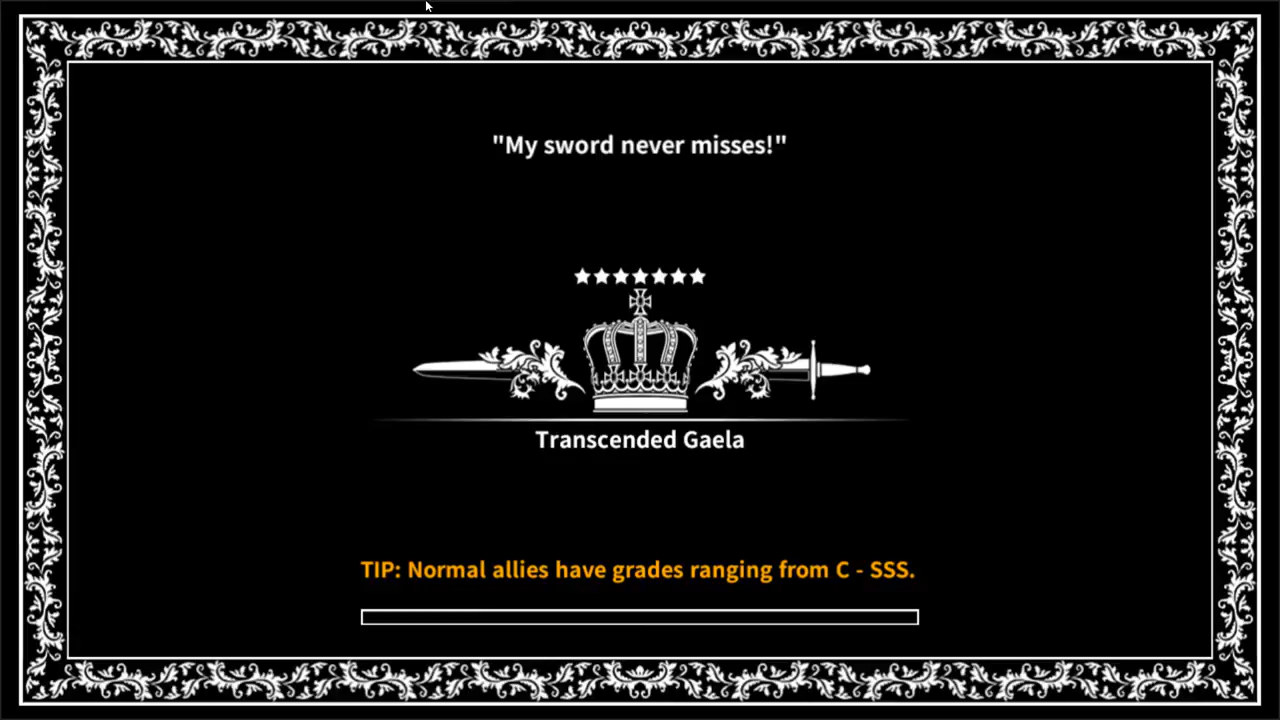 "My sword never misses!"
Transcended Gaela
TIP: Normal allies have grades ranging from C - SSS.